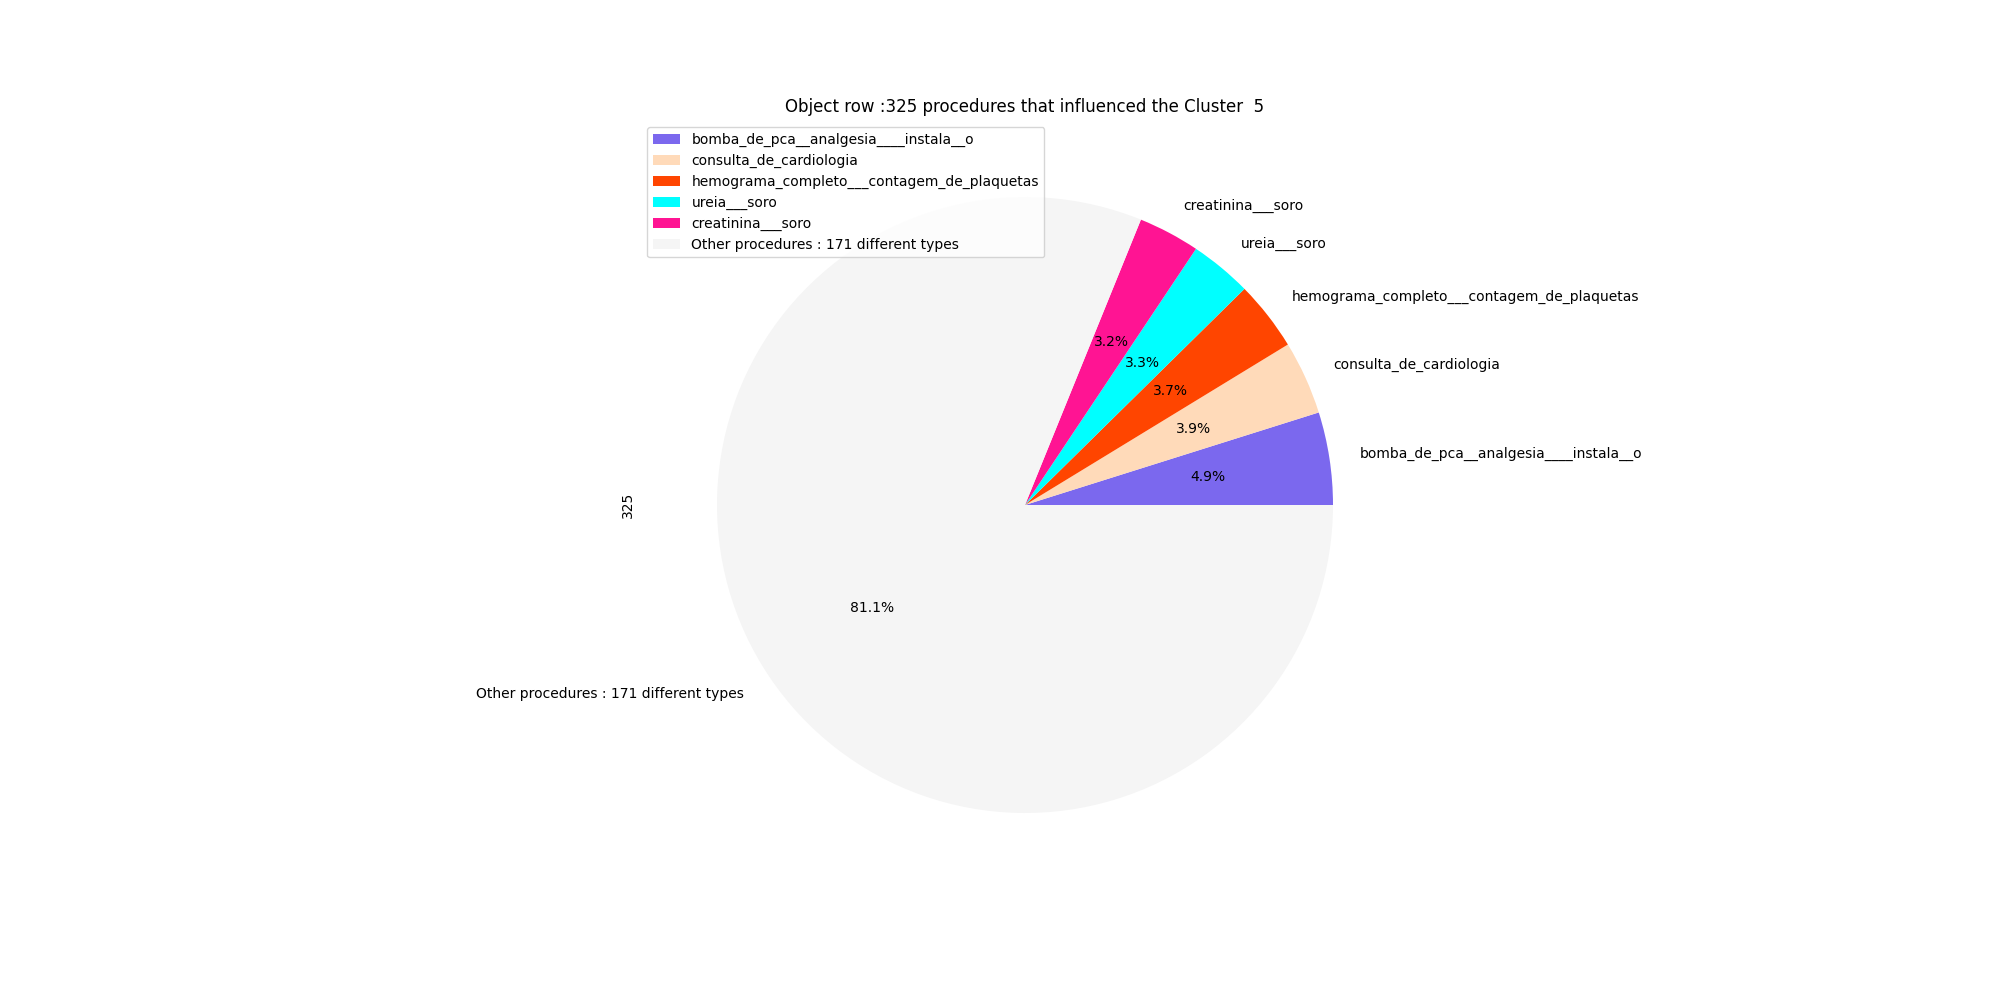 Object row :325 procedures that influenced the Cluster  5
bomba_de_pca__analgesia____instala__o
consulta_de_cardiologia
hemograma_completo___contagem_de_plaquetas
ureia___soro
creatinina___soro
Other procedures : 171 different types
creatinina___soro
ureia___soro
hemograma_completo___contagem_de_plaquetas
consulta_de_cardiologia
bomba_de_pca__analgesia____instala__o
3.2%
3.3%
3.7%
3.9%
4.9%
325
81.1%
Other procedures : 171 different types